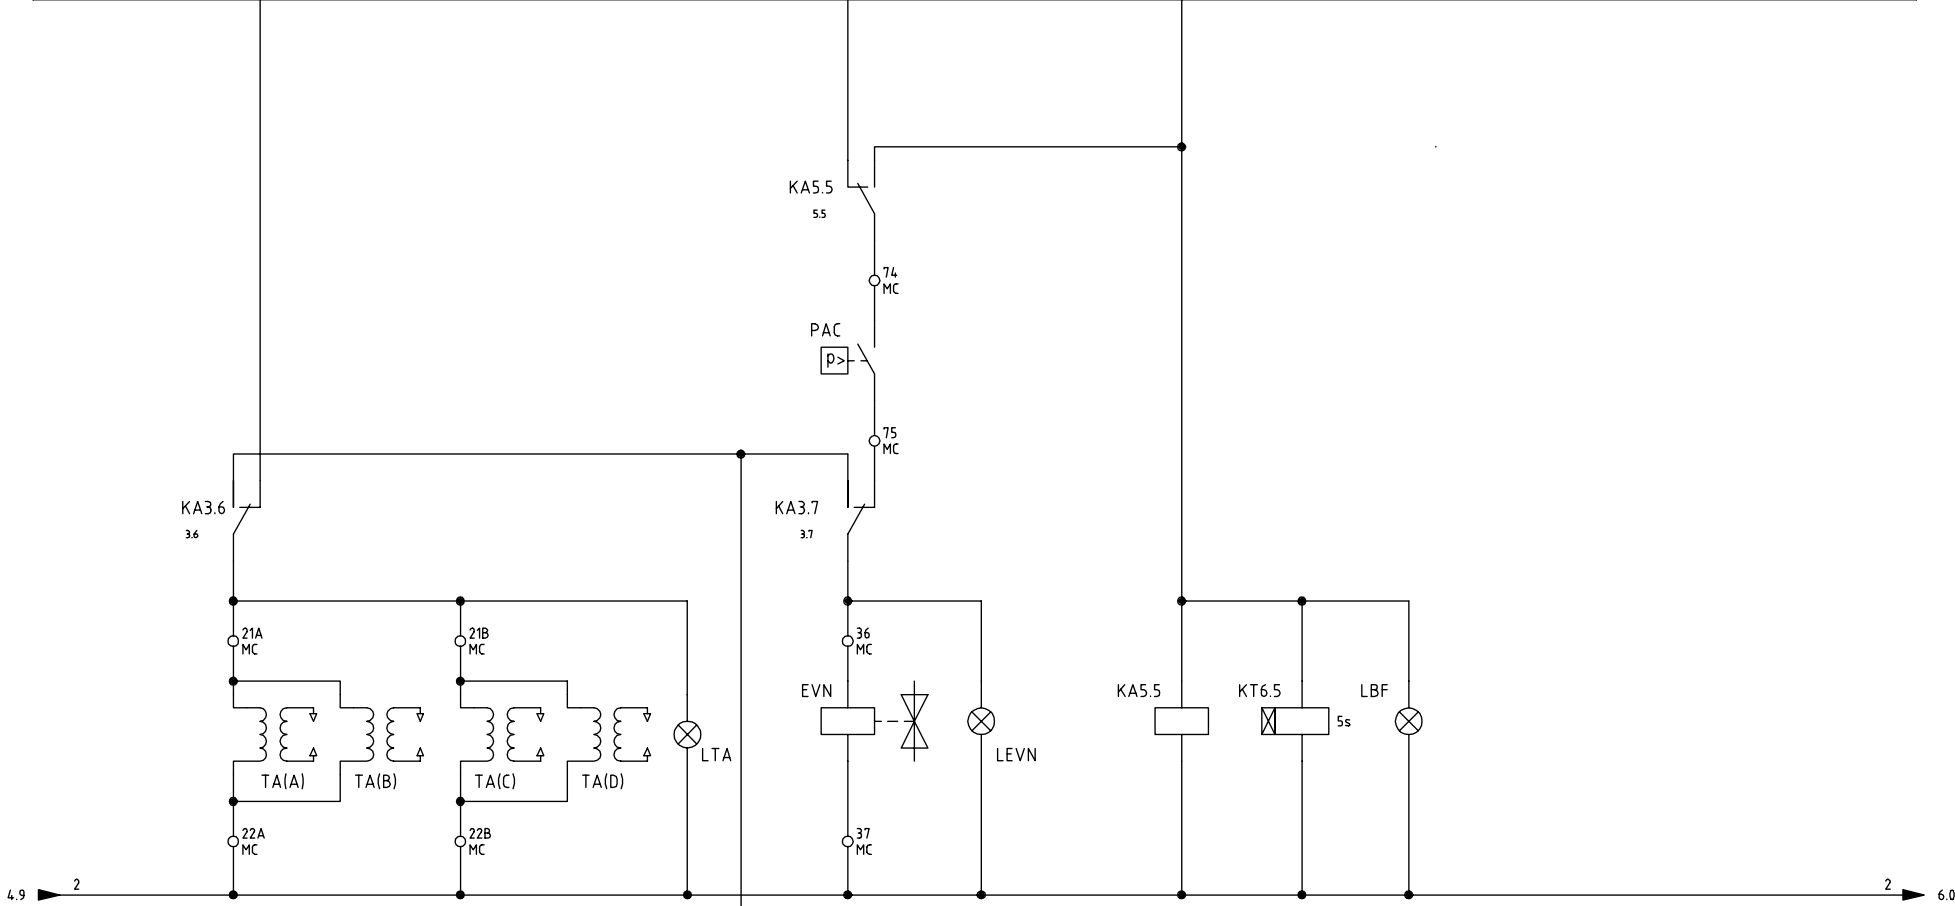 KA5.5
5.5
74
MC
PAC
p>
75
MC
KA3.6
3.6
KA3.7
3.7
21A
MC
21B
MC
36
MC
EVN
KA5.5
KT6.5
LBF
5s
LTA
LEVN
TA(A)
TA(B)
TA(C)
TA(D)
22A
MC
22B
MC
37
MC
4.9
2
2
6.0